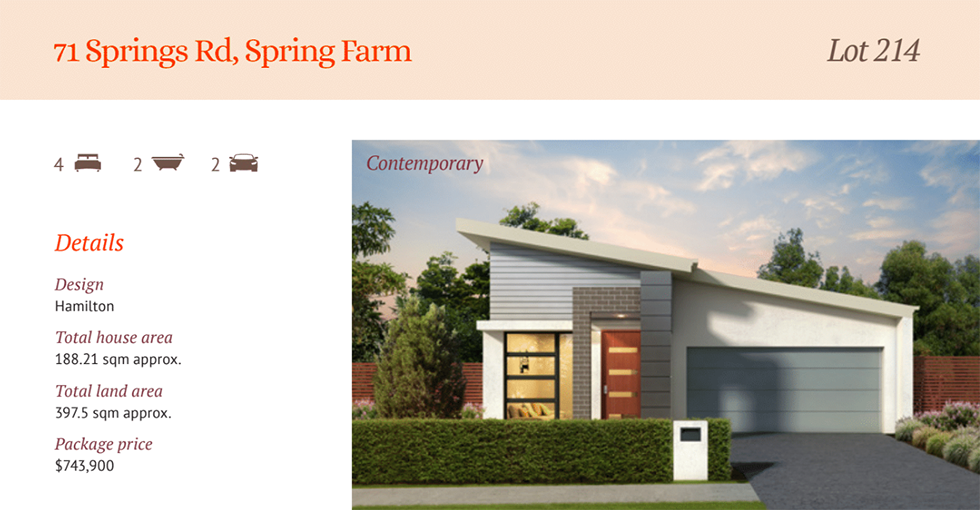 71 Springs Rd, Spring Farm
Lot 214
4 2 2
Contemporary
Details
Design
Hamilton
Total house area
188.21 sqm approx.
Total land area
397.5 sqm approx.
Package price
$743,900